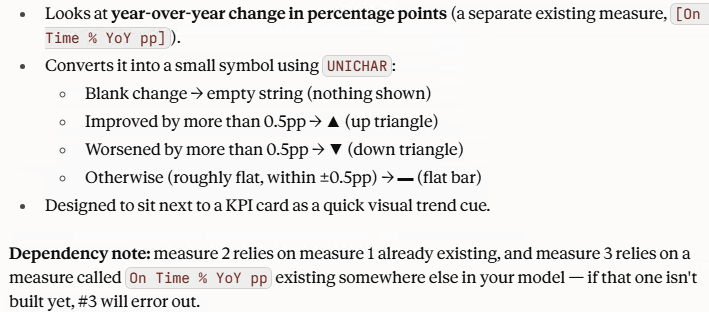 • Looks at year-over-year change in percentage points (a separate existing measure, [On
Time % YoY pp]).
• Converts it into a small symbol using UNICHAR:
◦ Blank change → empty string (nothing shown)
◦ Improved by more than 0.5pp → ▲ (up triangle)
◦ Worsened by more than 0.5pp → ▼ (down triangle)
◦ Otherwise (roughly flat, within ±0.5pp) → ▬ (flat bar)
• Designed to sit next to a KPI card as a quick visual trend cue.
Dependency note: measure 2 relies on measure 1 already existing, and measure 3 relies on a
measure called On Time % YoY pp existing somewhere else in your model — if that one isn't
built yet, #3 will error out.